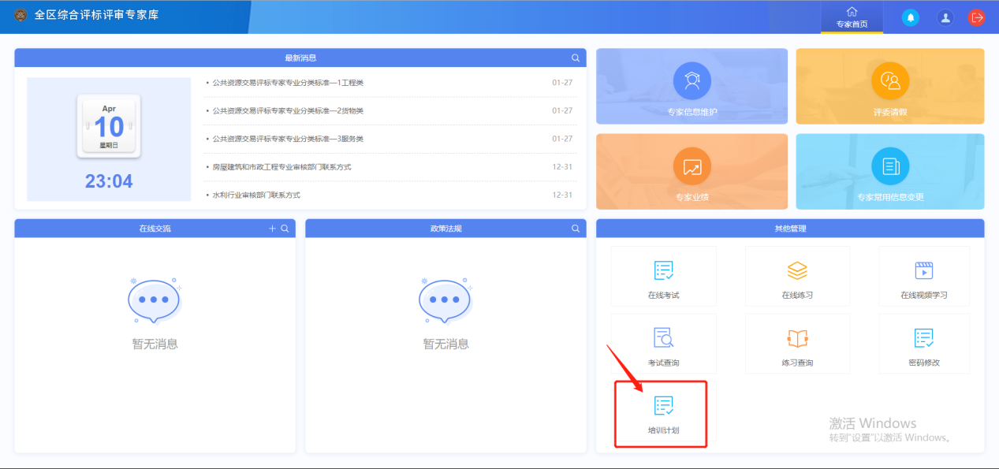 全区综合评标评审专家库
专家首页
最新消息
Apr
10
星期日
23:04
• 公共资源交易评标专家专业分类标准—1工程类 01-27
• 公共资源交易评标专家专业分类标准—2货物类 01-27
• 公共资源交易评标专家专业分类标准—3服务类 01-27
• 房屋建筑和市政工程专业审核部门联系方式 12-31
• 水利行业审核部门联系方式 12-31
专家信息维护
评委请假
专家业绩
专家常用信息变更
在线交流
暂无消息
政策法规
暂无消息
其他管理
在线考试
在线练习
在线视频学习
考试查询
练习查询
密码修改
培训计划
激活 Windows
转到"设置"以激活 Windows。